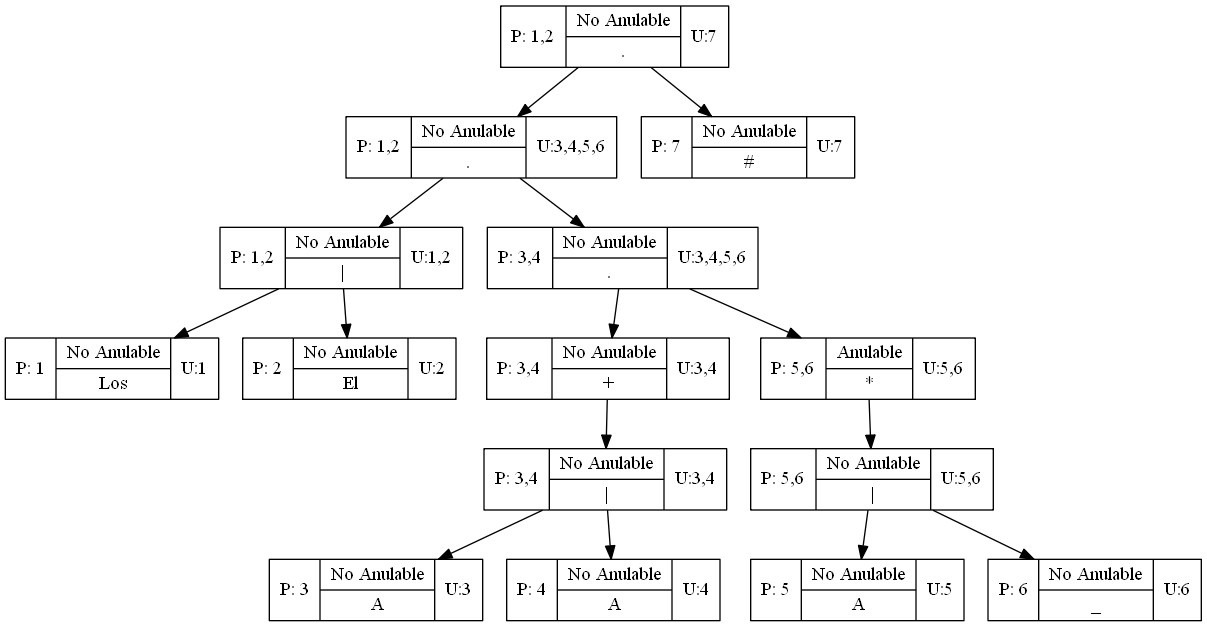 No Anulable
P: 1,2
U:7
.
No Anulable
P: 1,2
U:3,4,5,6
.
No Anulable
P: 7
U:7
#
No Anulable
P: 1,2
U:1,2
|
No Anulable
P: 3,4
U:3,4,5,6
.
No Anulable
P: 1
U:1
Los
No Anulable
P: 2
U:2
El
No Anulable
P: 3,4
U:3,4
+
Anulable
P: 5,6
U:5,6
*
No Anulable
P: 3,4
U:3,4
|
No Anulable
P: 5,6
U:5,6
|
No Anulable
P: 3
U:3
A
No Anulable
P: 4
U:4
A
No Anulable
P: 5
U:5
A
No Anulable
P: 6
U:6
_